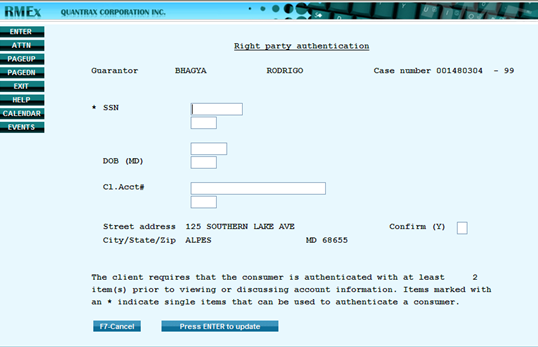 RMEx QUANTRAX CORPORATION INC.
ENTER
ATTN
PAGEUP
PAGEDN
EXIT
HELP
CALENDAR
EVENTS
Right party authentication
Guarantor BHAGYA RODRIGO Case number 001480304 - 99
* SSN
DOB (MD)
Cl.Acct#
Street address 125 SOUTHERN LAKE AVE Confirm (Y)
City/State/Zip ALPES MD 68655
The client requires that the consumer is authenticated with at least 2
item(s) prior to viewing or discussing account information. Items marked with
an * indicate single items that can be used to authenticate a consumer.
F7-Cancel Press ENTER to update